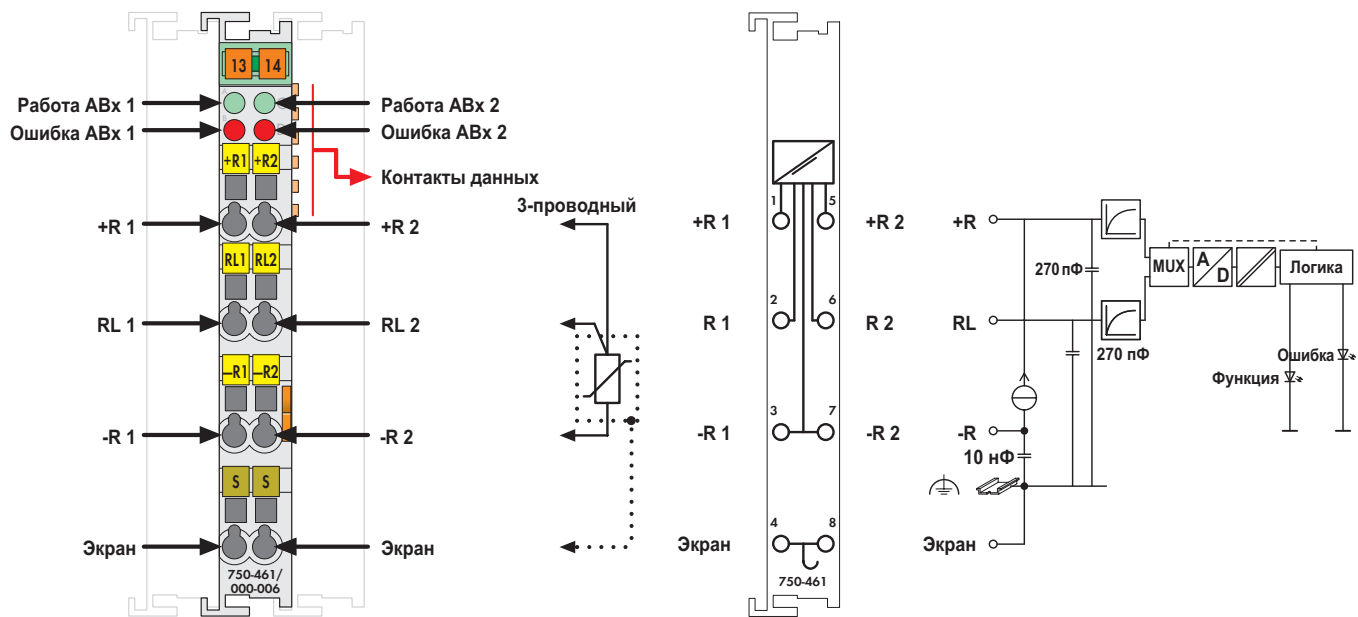 13 14
A
C
Работа АВх 1
Работа АВх 2
B
D
Ошибка АВх 1
Ошибка АВх 2
Контакты данных
+R1 +R2
+R 1
+R 2
RL1 RL2
RL 1
RL 2
—R1 —R2
-R 1
-R 2
S S
Экран
Экран
750-461/
000-006
3-проводный
1
5
+R 1
+R 2
2
6
R 1
R 2
3
7
-R 1
-R 2
4
8
Экран
750-461
+R
270 пФ
MUX
A
D
Логика
RL
270 пФ
Ошибка
Функция
-R
10 нФ
Экран